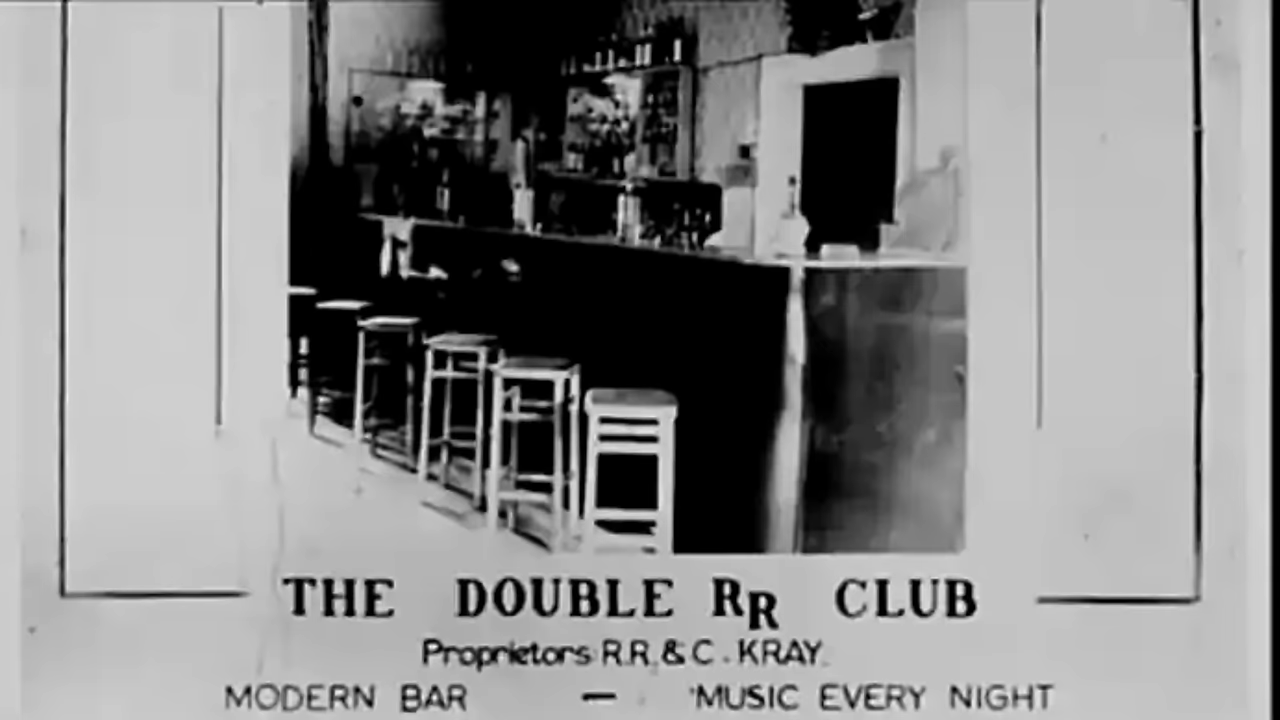 THE DOUBLE RR CLUB
Proprietors R.R. & C. KRAY.
MODERN BAR — MUSIC EVERY NIGHT